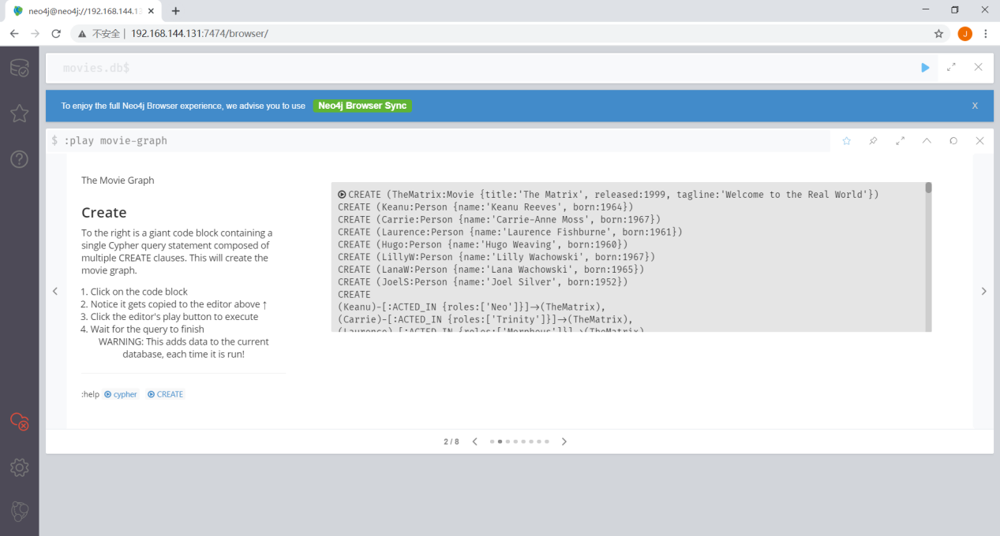 neo4j@neo4j://192.168.144.13
不安全 | 192.168.144.131:7474/browser/
J
movies.db$
To enjoy the full Neo4j Browser experience, we advise you to use Neo4j Browser Sync X
$ :play movie-graph
The Movie Graph
Create
To the right is a giant code block containing a
single Cypher query statement composed of
multiple CREATE clauses. This will create the
movie graph.
1. Click on the code block
2. Notice it gets copied to the editor above ↑
3. Click the editor's play button to execute
4. Wait for the query to finish
WARNING: This adds data to the current
database, each time it is run!
:help cypher CREATE
CREATE (TheMatrix:Movie {title:'The Matrix', released:1999, tagline:'Welcome to the Real World'})
CREATE (Keanu:Person {name:'Keanu Reeves', born:1964})
CREATE (Carrie:Person {name:'Carrie-Anne Moss', born:1967})
CREATE (Laurence:Person {name:'Laurence Fishburne', born:1961})
CREATE (Hugo:Person {name:'Hugo Weaving', born:1960})
CREATE (LillyW:Person {name:'Lilly Wachowski', born:1967})
CREATE (LanaW:Person {name:'Lana Wachowski', born:1965})
CREATE (JoelS:Person {name:'Joel Silver', born:1952})
CREATE
(Keanu)-[:ACTED_IN {roles:['Neo']}]->(TheMatrix),
(Carrie)-[:ACTED_IN {roles:['Trinity']}]->(TheMatrix),
(Laurence)-[:ACTED_IN {roles:['Morpheus']}]->(TheMatrix)
2 / 8